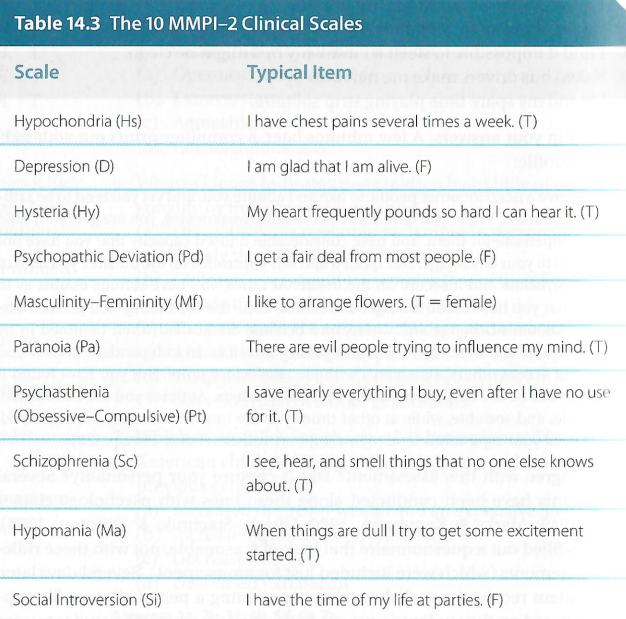 Table 14.3 The 10 MMPI–2 Clinical Scales
Scale Typical Item
Hypochondria (Hs) I have chest pains several times a week. (T)
Depression (D) I am glad that I am alive. (F)
Hysteria (Hy) My heart frequently pounds so hard I can hear it. (T)
Psychopathic Deviation (Pd) I get a fair deal from most people. (F)
Masculinity–Femininity (Mf) I like to arrange flowers. (T = female)
Paranoia (Pa) There are evil people trying to influence my mind. (T)
Psychasthenia I save nearly everything I buy, even after I have no use
(Obsessive–Compulsive) (Pt) for it. (T)
Schizophrenia (Sc) I see, hear, and smell things that no one else knows
about. (T)
Hypomania (Ma) When things are dull I try to get some excitement
started. (T)
Social Introversion (Si) I have the time of my life at parties. (F)